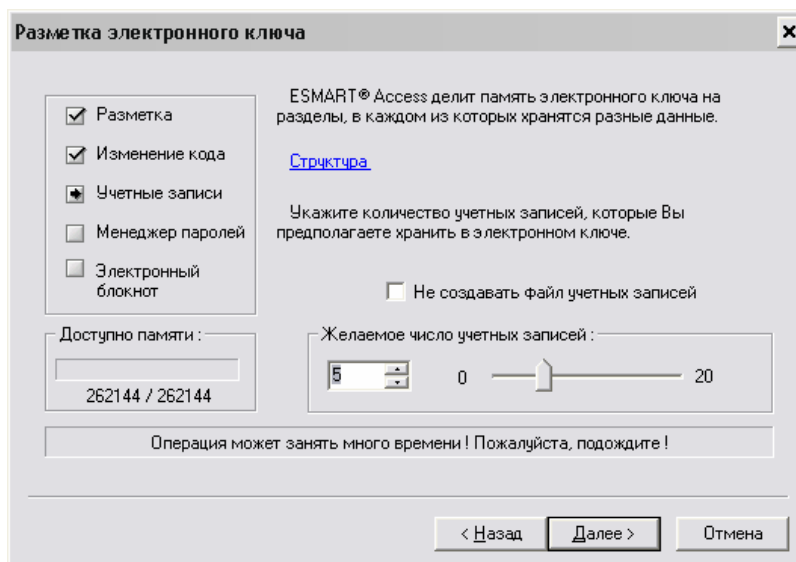 Разметка электронного ключа
Разметка
Изменение кода
Учетные записи
Менеджер паролей
Электронный
блокнот
ESMART® Access делит память электронного ключа на
разделы, в каждом из которых хранятся разные данные.
Структура
Укажите количество учетных записей, которые Вы
предполагаете хранить в электронном ключе.
Не создавать файл учетных записей
Доступно памяти :
262144 / 262144
Желаемое число учетных записей :
5 0 20
Операция может занять много времени ! Пожалуйста, подождите !
< Назад Далее > Отмена